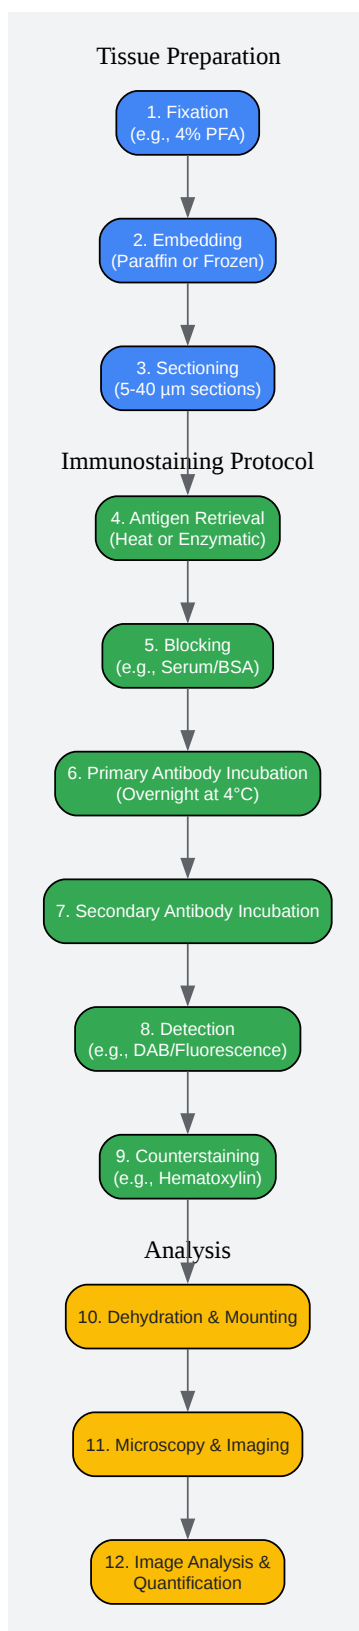 Tissue Preparation
1. Fixation
(e.g., 4% PFA)
2. Embedding
(Paraffin or Frozen)
3. Sectioning
(5-40 µm sections)
Immunostaining Protocol
4. Antigen Retrieval
(Heat or Enzymatic)
5. Blocking
(e.g., Serum/BSA)
6. Primary Antibody Incubation
(Overnight at 4°C)
7. Secondary Antibody Incubation
8. Detection
(e.g., DAB/Fluorescence)
9. Counterstaining
(e.g., Hematoxylin)
Analysis
10. Dehydration & Mounting
11. Microscopy & Imaging
12. Image Analysis &
Quantification